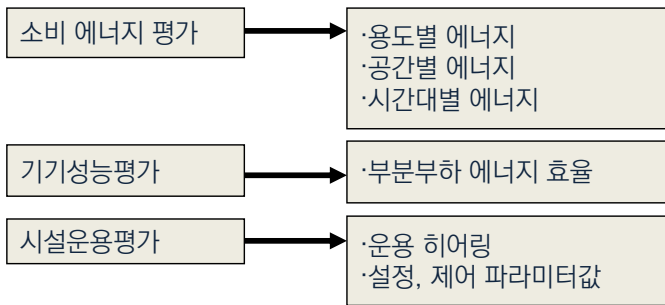 소비 에너지 평가
·용도별 에너지
·공간별 에너지
·시간대별 에너지
기기성능평가
·부분부하 에너지 효율
시설운용평가
·운용 히어링
·설정, 제어 파라미터값